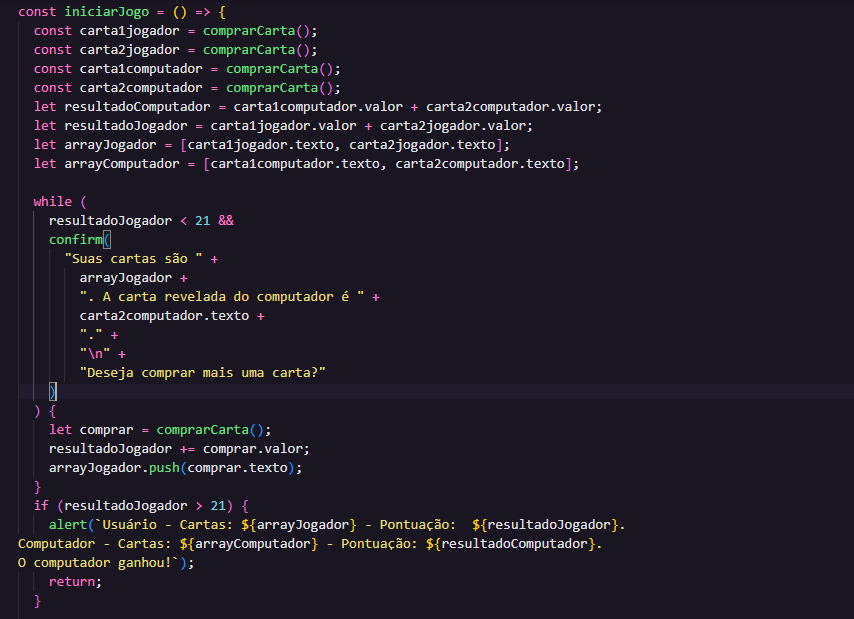 const iniciarJogo = () => {
  const carta1jogador = comprarCarta();
  const carta2jogador = comprarCarta();
  const carta1computador = comprarCarta();
  const carta2computador = comprarCarta();
  let resultadoComputador = carta1computador.valor + carta2computador.valor;
  let resultadoJogador = carta1jogador.valor + carta2jogador.valor;
  let arrayJogador = [carta1jogador.texto, carta2jogador.texto];
  let arrayComputador = [carta1computador.texto, carta2computador.texto];

  while (
    resultadoJogador < 21 &&
    confirm(
      "Suas cartas são " +
        arrayJogador +
        ". A carta revelada do computador é " +
        carta2computador.texto +
        "." +
        "\n" +
        "Deseja comprar mais uma carta?"
    )
  ) {
    let comprar = comprarCarta();
    resultadoJogador += comprar.valor;
    arrayJogador.push(comprar.texto);
  }
  if (resultadoJogador > 21) {
    alert(`Usuário - Cartas: ${arrayJogador} - Pontuação:  ${resultadoJogador}.
Computador - Cartas: ${arrayComputador} - Pontuação: ${resultadoComputador}.
O computador ganhou!`);
    return;
  }